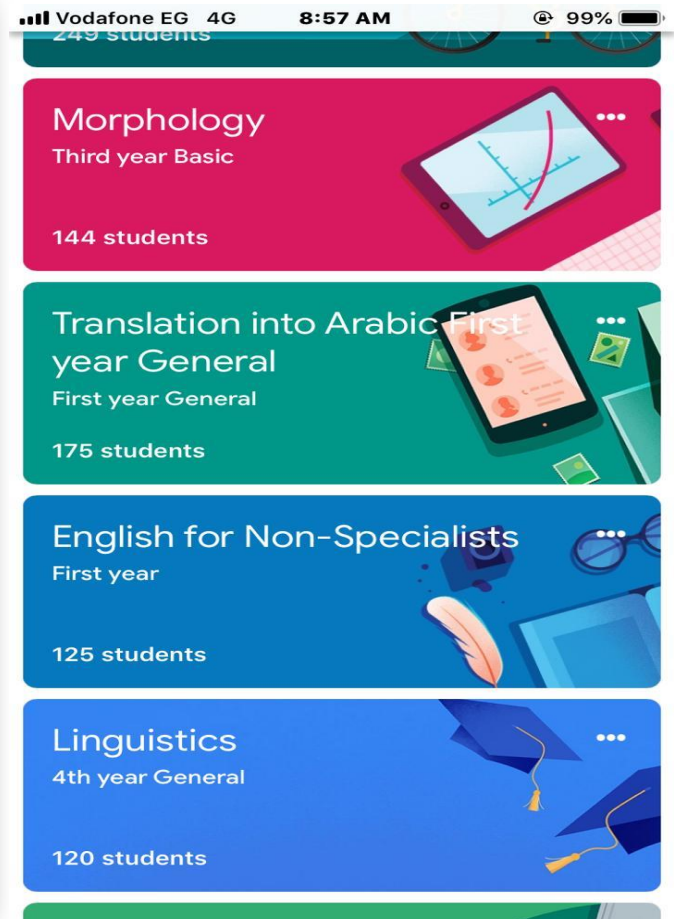 Vodafone EG 4G 8:57 AM 99%
249 students
Morphology
Third year Basic
144 students
Translation into Arabic First
year General
First year General
175 students
English for Non-Specialists
First year
125 students
Linguistics
4th year General
120 students